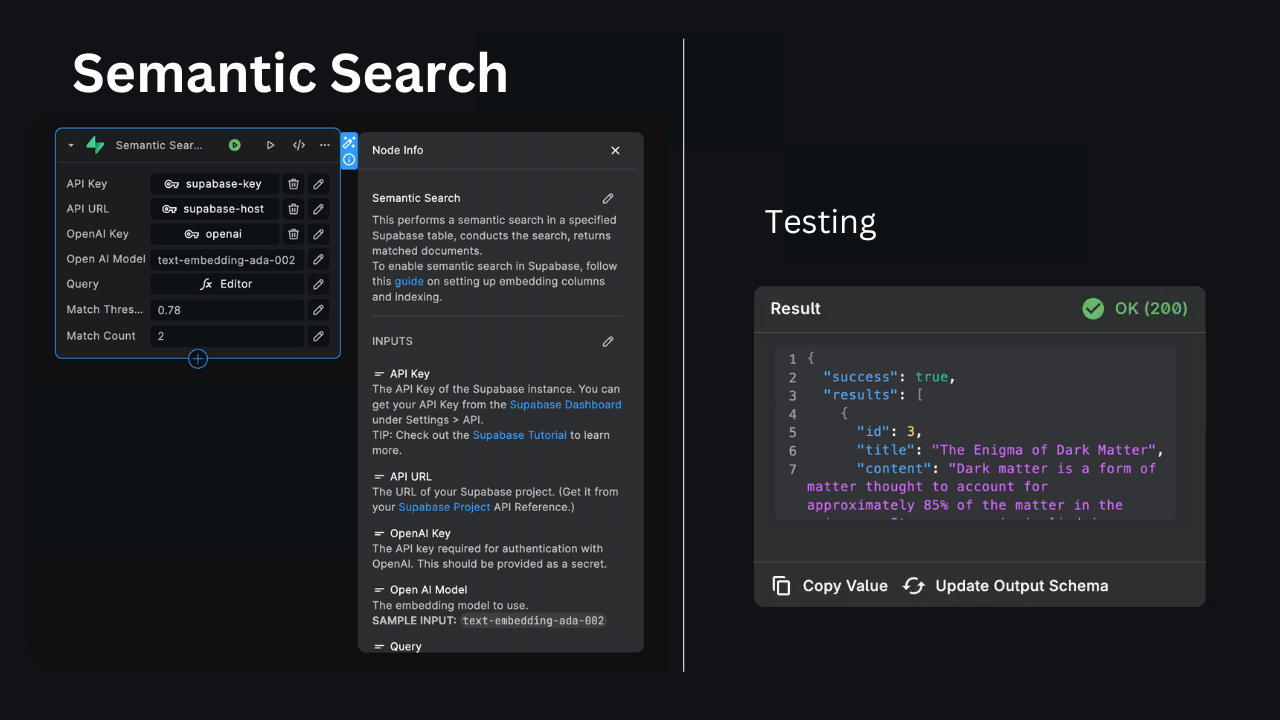 Semantic Search
Semantic Sear...
API Key
supabase-key
API URL
supabase-host
OpenAI Key
openai
Open AI Model
text-embedding-ada-002
Query
Editor
Match Thres...
0.78
Match Count
2
Node Info
Semantic Search
This performs a semantic search in a specified
Supabase table, conducts the search, returns
matched documents.
To enable semantic search in Supabase, follow
this guide on setting up embedding columns
and indexing.
INPUTS
API Key
The API Key of the Supabase instance. You can
get your API Key from the Supabase Dashboard
under Settings > API.
TIP: Check out the Supabase Tutorial to learn
more.
API URL
The URL of your Supabase project. (Get it from
your Supabase Project API Reference.)
OpenAI Key
The API key required for authentication with
OpenAI. This should be provided as a secret.
Open AI Model
The embedding model to use.
SAMPLE INPUT: text-embedding-ada-002
Query
Testing
Result
OK (200)
1 {
2 "success": true,
3 "results": [
4 {
5 "id": 3,
6 "title": "The Enigma of Dark Matter",
7 "content": "Dark matter is a form of
matter thought to account for
approximately 85% of the matter in the
Copy Value
Update Output Schema